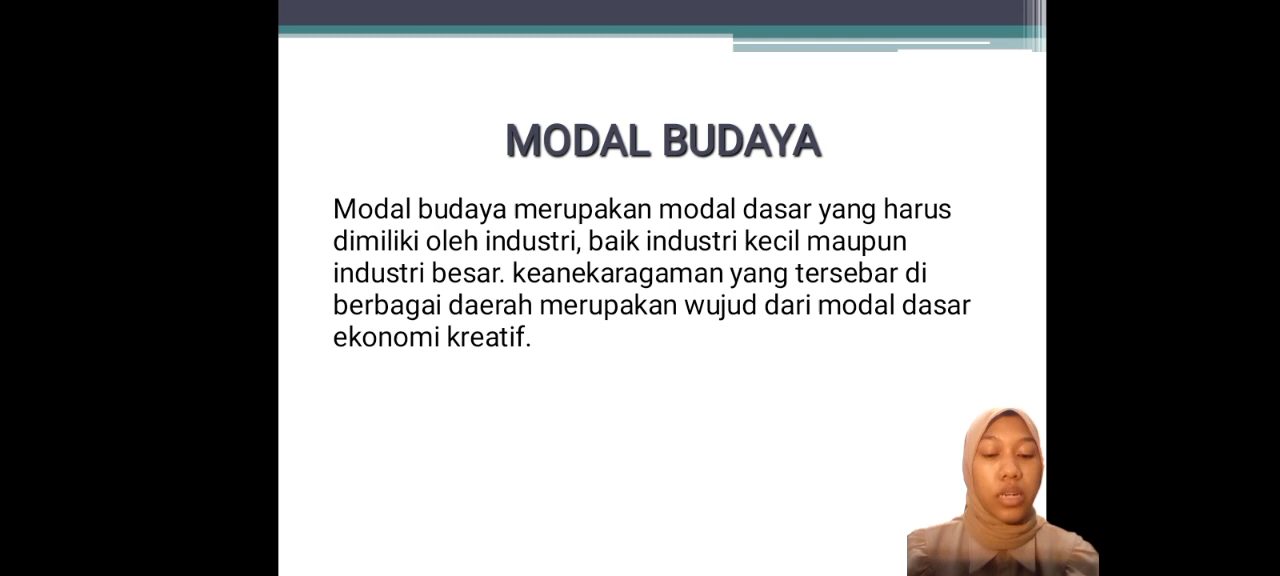 MODAL BUDAYA
Modal budaya merupakan modal dasar yang harus
dimiliki oleh industri, baik industri kecil maupun
industri besar. keanekaragaman yang tersebar di
berbagai daerah merupakan wujud dari modal dasar
ekonomi kreatif.